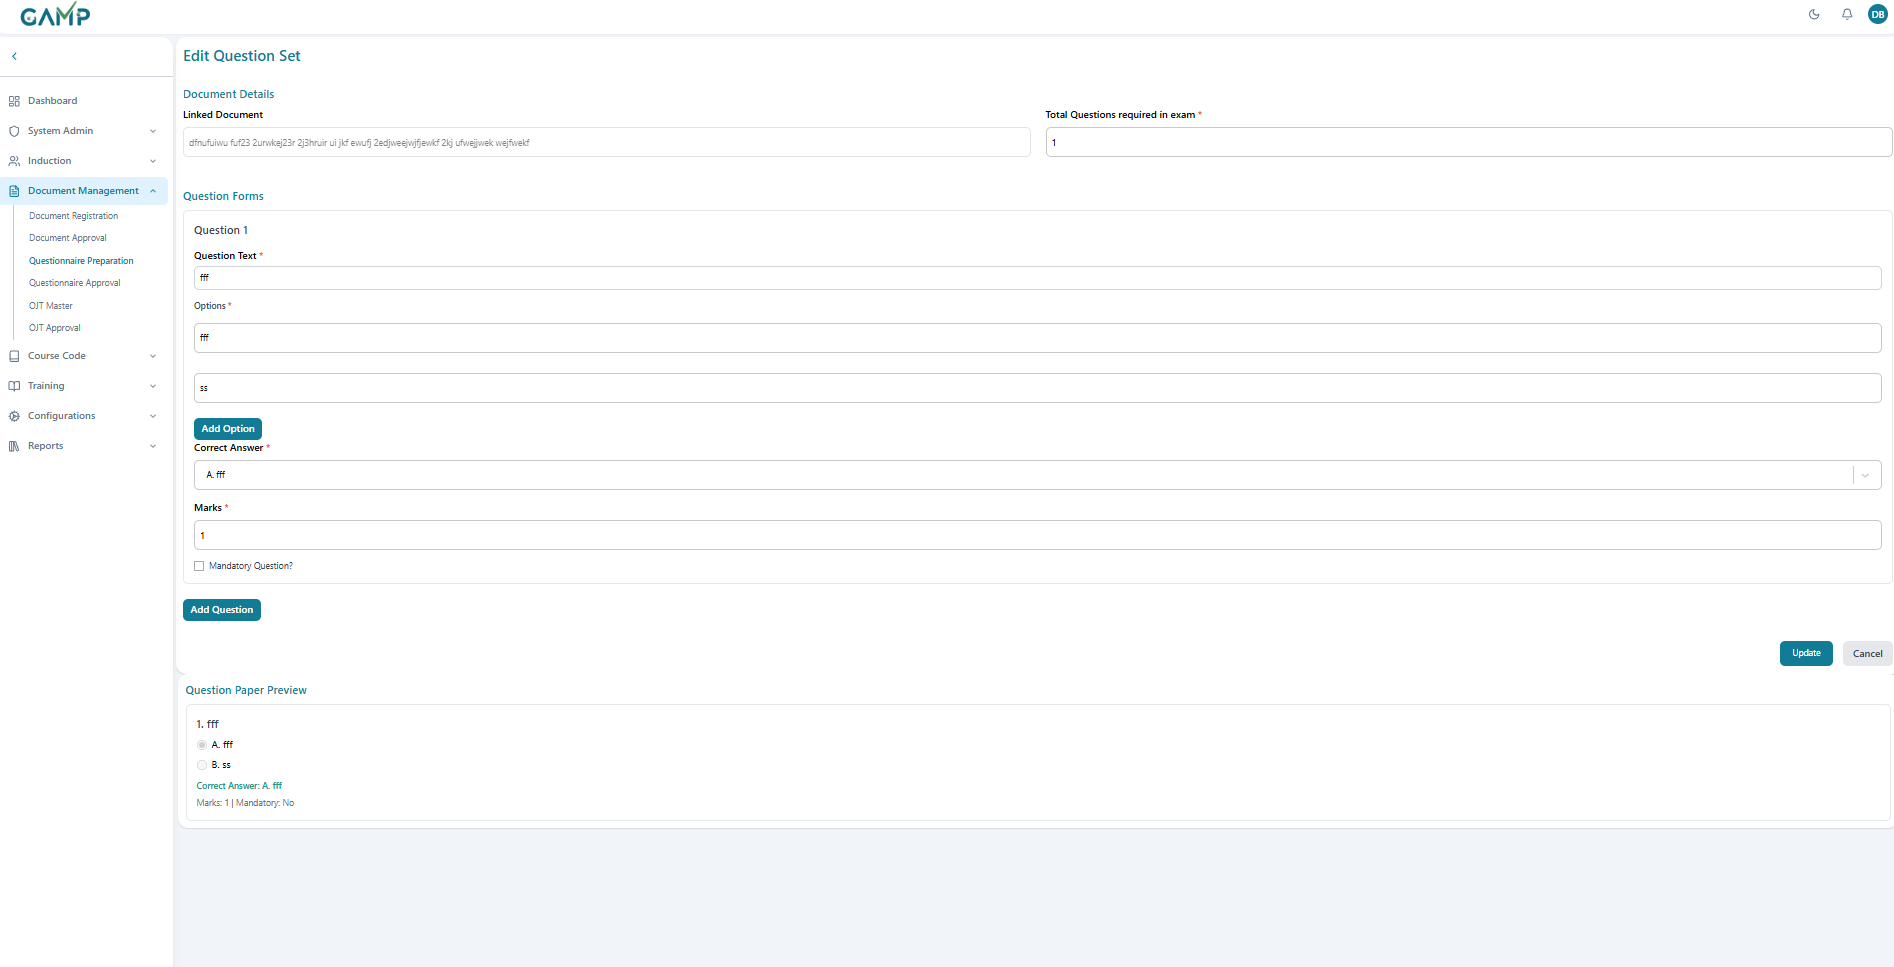 GAMP
DB
Edit Question Set
Dashboard
System Admin
Induction
Document Management
Document Registration
Document Approval
Questionnaire Preparation
Questionnaire Approval
OJT Master
OJT Approval
Course Code
Training
Configurations
Reports
Document Details
Linked Document
dfnufuiwu fuf23 2urwkej23r 2j3hruir ui jkf ewufj 2edjweejwjfjewkf 2kj ufwejjwek wejfwekf
Total Questions required in exam *
1
Question Forms
Question 1
Question Text *
fff
Options *
fff
ss
Add Option
Correct Answer *
A. fff
Marks *
1
Mandatory Question?
Add Question
Update
Cancel
Question Paper Preview
1. fff
A. fff
B. ss
Correct Answer: A. fff
Marks: 1 | Mandatory: No